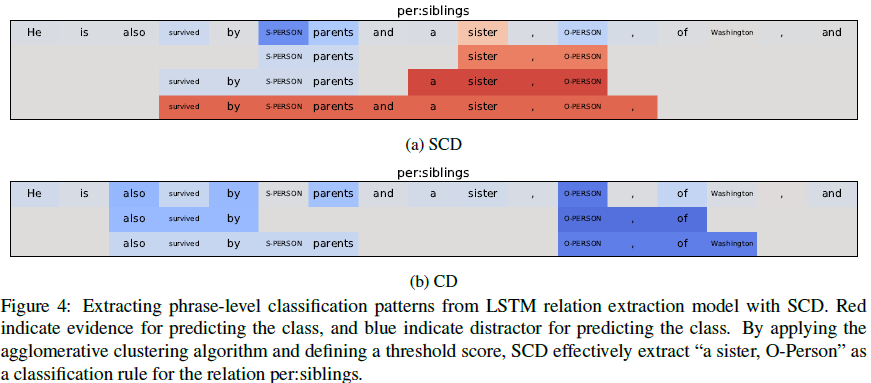 per:siblings
He is also survived by S-PERSON parents and a sister , O-PERSON , of Washington , and
S-PERSON parents sister , O-PERSON
survived by S-PERSON parents a sister , O-PERSON
survived by S-PERSON parents and a sister , O-PERSON ,
(a) SCD
per:siblings
He is also survived by S-PERSON parents and a sister , O-PERSON , of Washington , and
also survived by O-PERSON , of
also survived by S-PERSON parents O-PERSON , of Washington
(b) CD
Figure 4: Extracting phrase-level classification patterns from LSTM relation extraction model with SCD. Red
indicate evidence for predicting the class, and blue indicate distractor for predicting the class. By applying the
agglomerative clustering algorithm and defining a threshold score, SCD effectively extract “a sister, O-Person” as
a classification rule for the relation per:siblings.